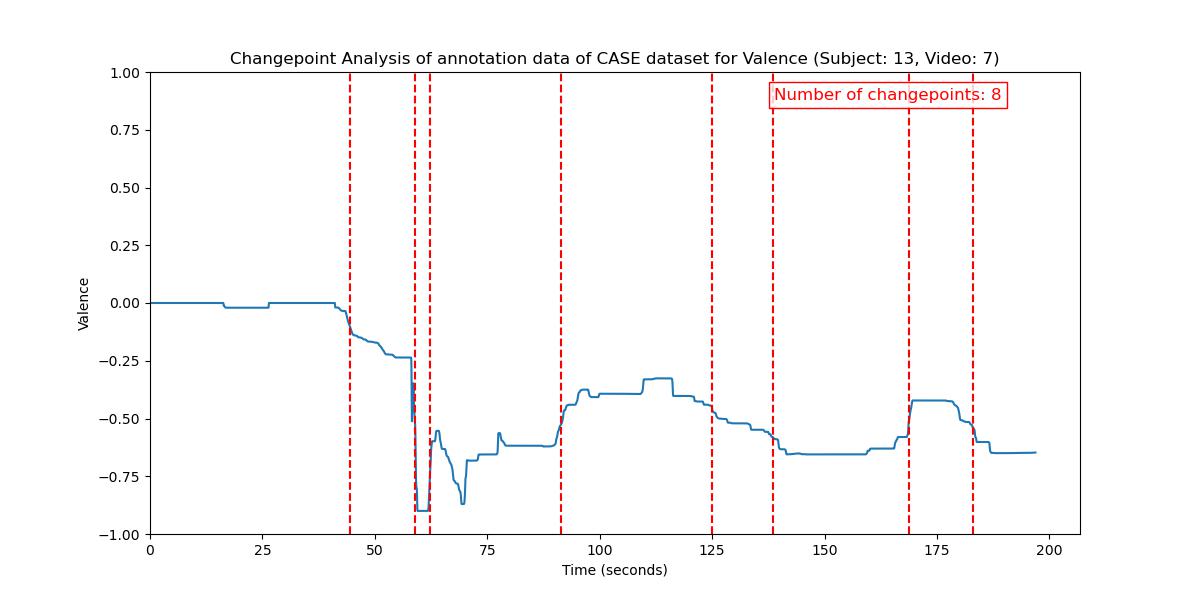 Changepoint Analysis of annotation data of CASE dataset for Valence (Subject: 13, Video: 7)
Number of changepoints: 8
1.00
0.75
0.50
0.25
0.00
−0.25
−0.50
−0.75
−1.00
Valence
0 25 50 75 100 125 150 175 200
Time (seconds)